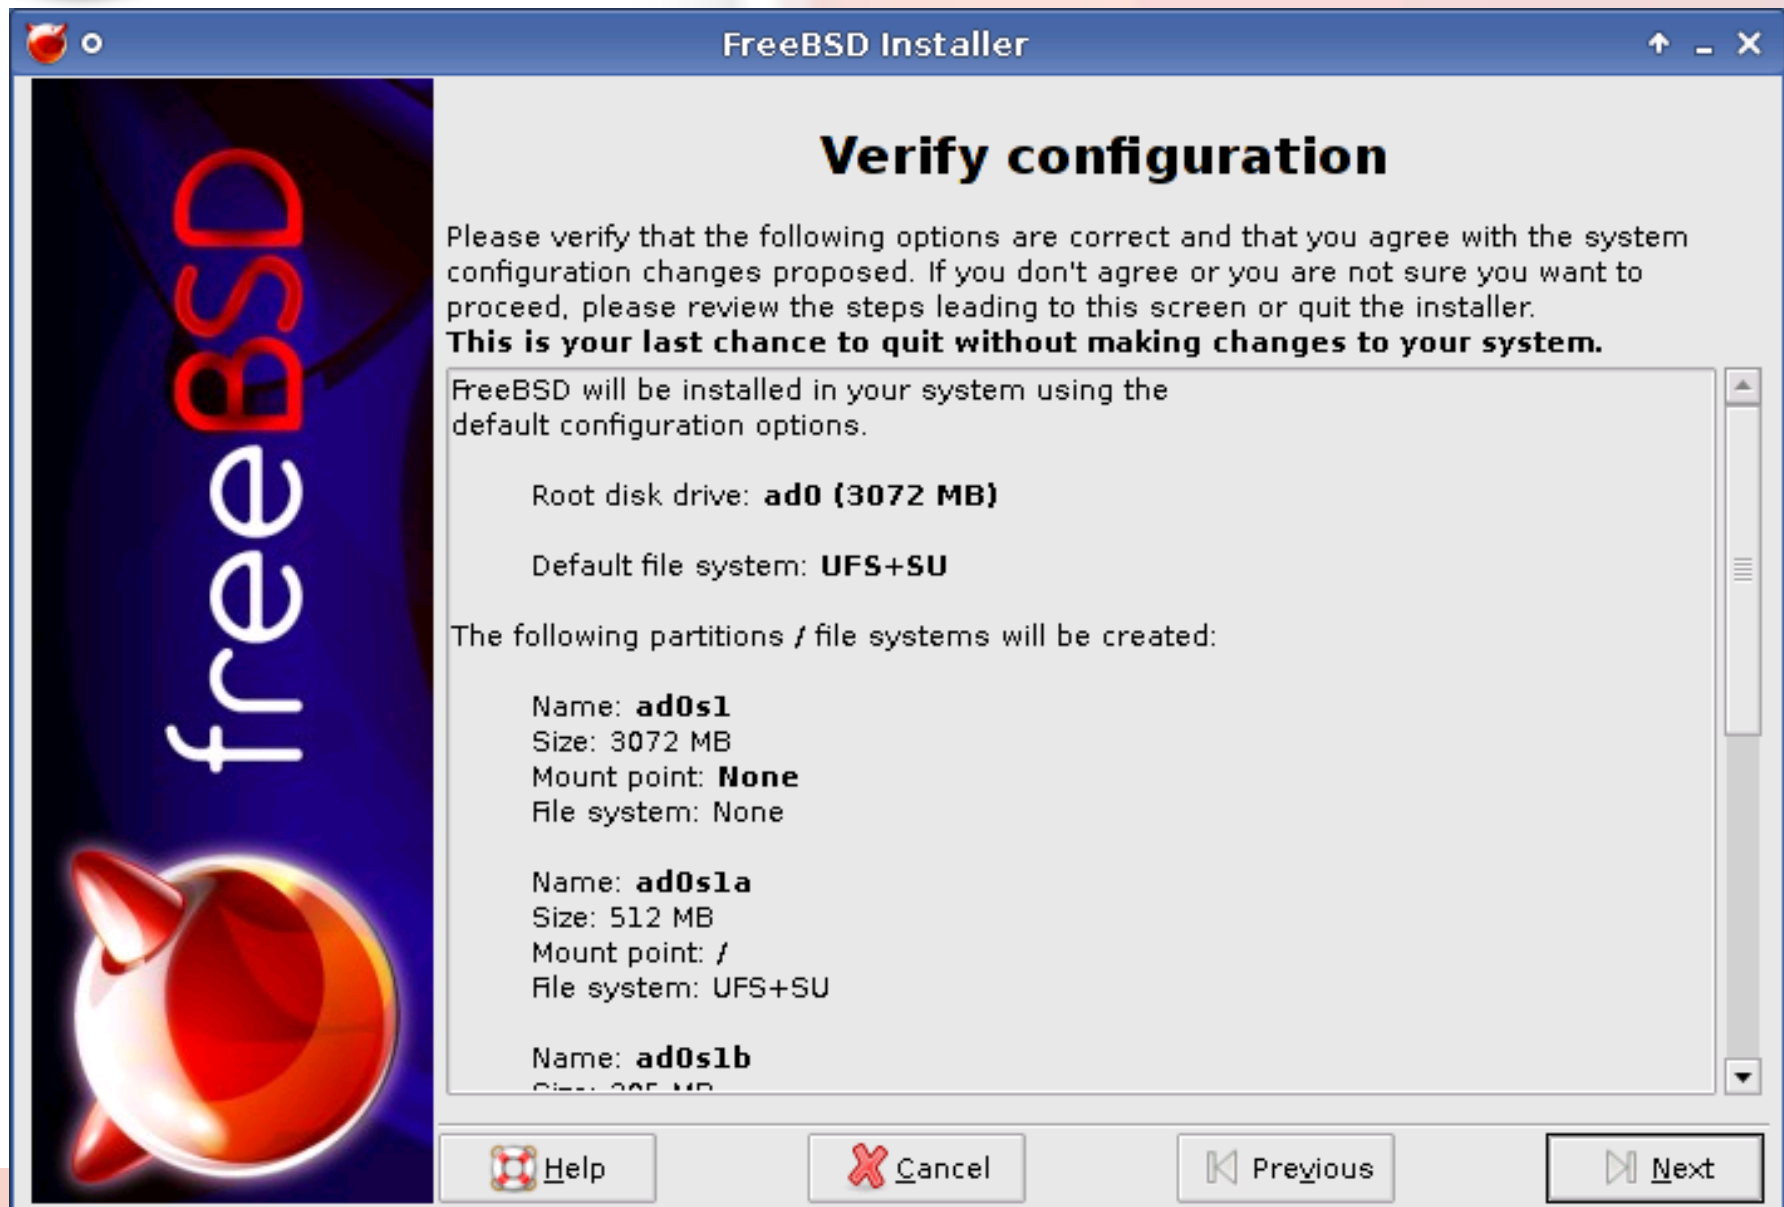 FreeBSD Installer
freeBSD
Verify configuration
Please verify that the following options are correct and that you agree with the system
configuration changes proposed. If you don't agree or you are not sure you want to
proceed, please review the steps leading to this screen or quit the installer.
This is your last chance to quit without making changes to your system.
FreeBSD will be installed in your system using the
default configuration options.
Root disk drive: ad0 (3072 MB)
Default file system: UFS+SU
The following partitions / file systems will be created:
Name: ad0s1
Size: 3072 MB
Mount point: None
File system: None
Name: ad0s1a
Size: 512 MB
Mount point: /
File system: UFS+SU
Name: ad0s1b
Help
Cancel
Previous
Next